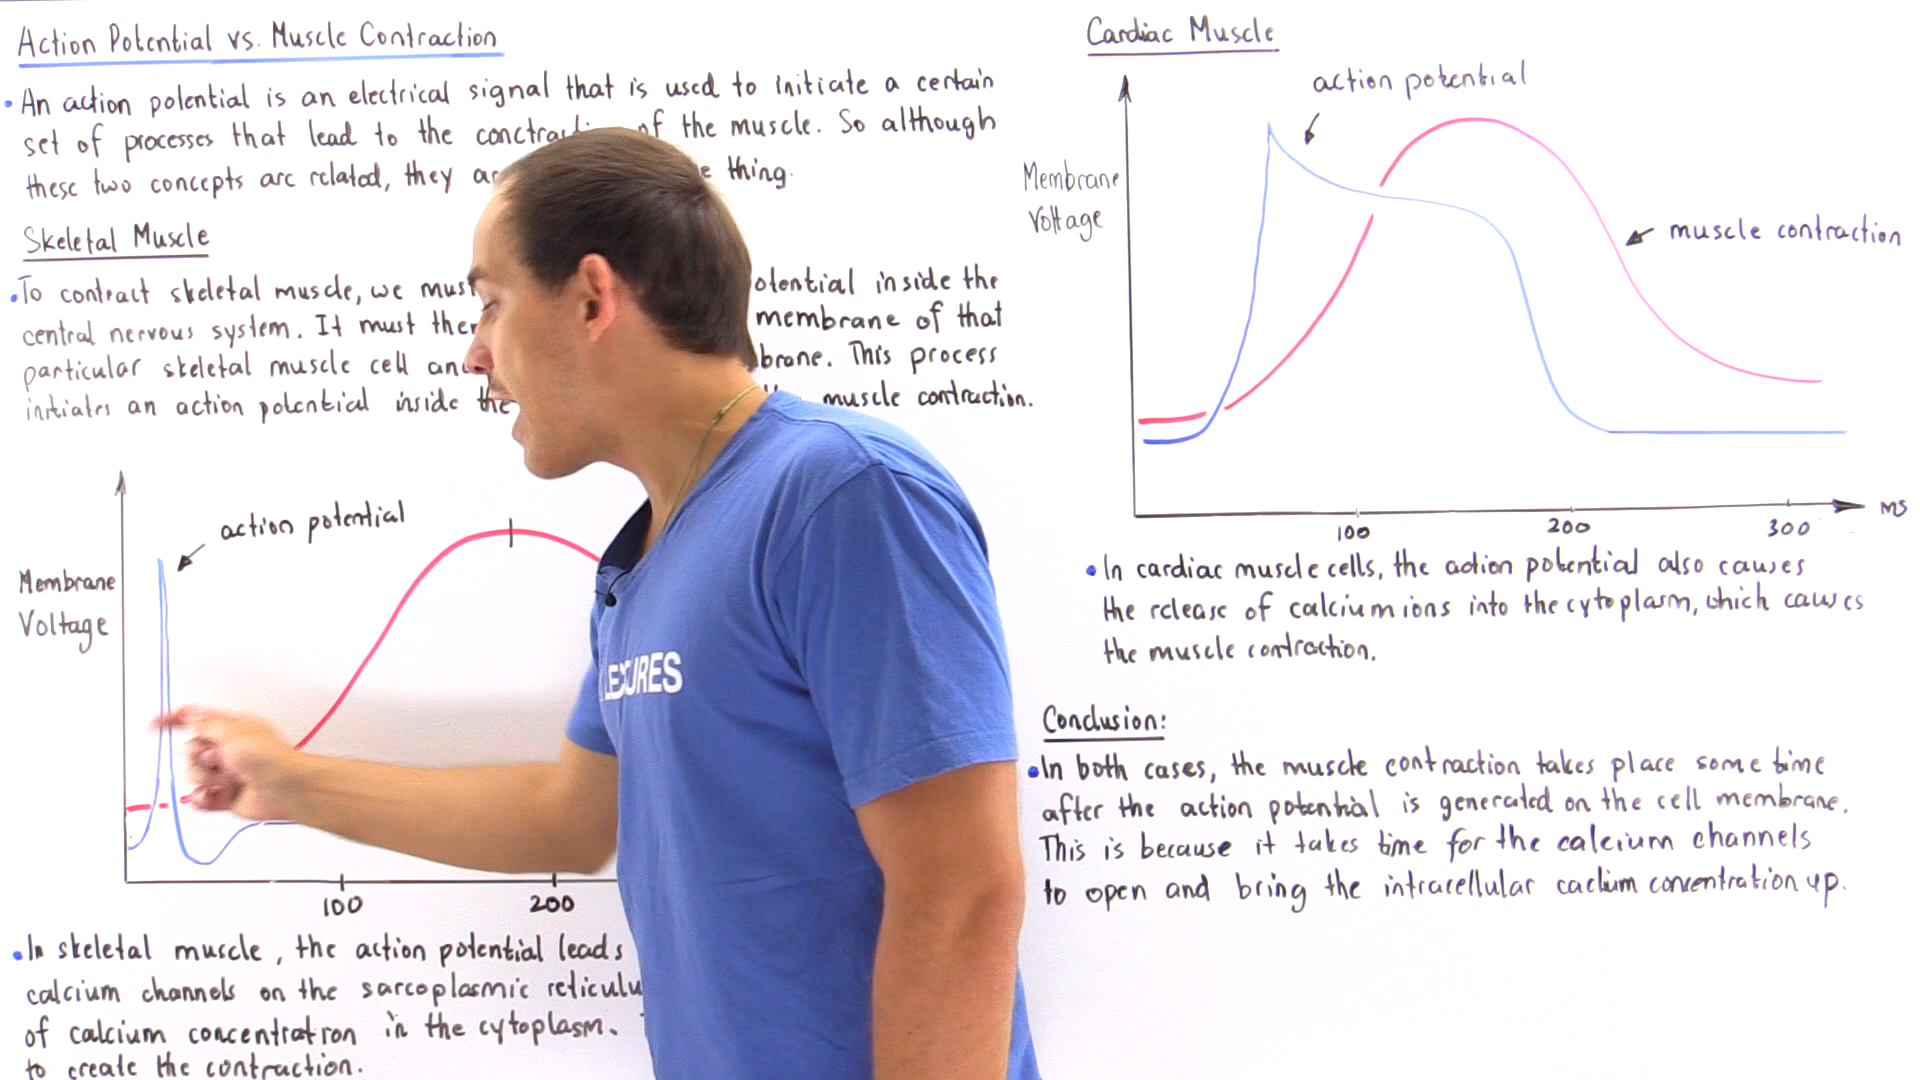 Action Potential vs. Muscle Contraction
• An action potential is an electrical signal that is used to initiate a certain
set of processes that lead to the of the muscle. So although
these two concepts are related, they thing.
Skeletal Muscle
• To contract skeletal muscle, we must inside the
central nervous system. It must membrane of that
particular skeletal muscle cell This process
initiates an action potential inside the muscle contraction.
action potential
Membrane
Voltage
100 200
• In skeletal muscle, the action potential leads
calcium channels on the sarcoplasmic
of calcium concentration in the cytoplasm.
to create the contraction.
Cardiac Muscle
action potential
Membrane
Voltage
muscle contraction
100 200 300 ms
• In cardiac muscle cells, the action potential also causes
the release of calcium ions into the cytoplasm, which causes
the muscle contraction.
Conclusion:
• In both cases, the muscle contraction takes place some time
after the action potential is generated on the cell membrane.
This is because it takes time for the calcium channels
to open and bring the intracellular caclium concentration up.